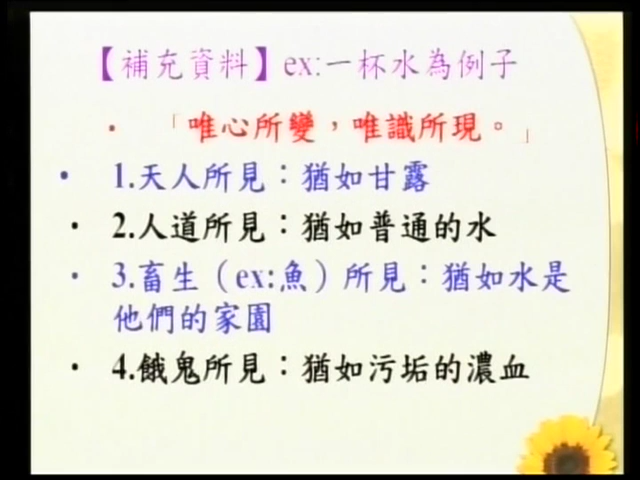 【補充資料】ex:一杯水為例子
• 「唯心所變，唯識所現。」
• 1.天人所見：猶如甘露
• 2.人道所見：猶如普通的水
• 3.畜生（ex:魚）所見：猶如水是
他們的家園
• 4.餓鬼所見：猶如污垢的濃血